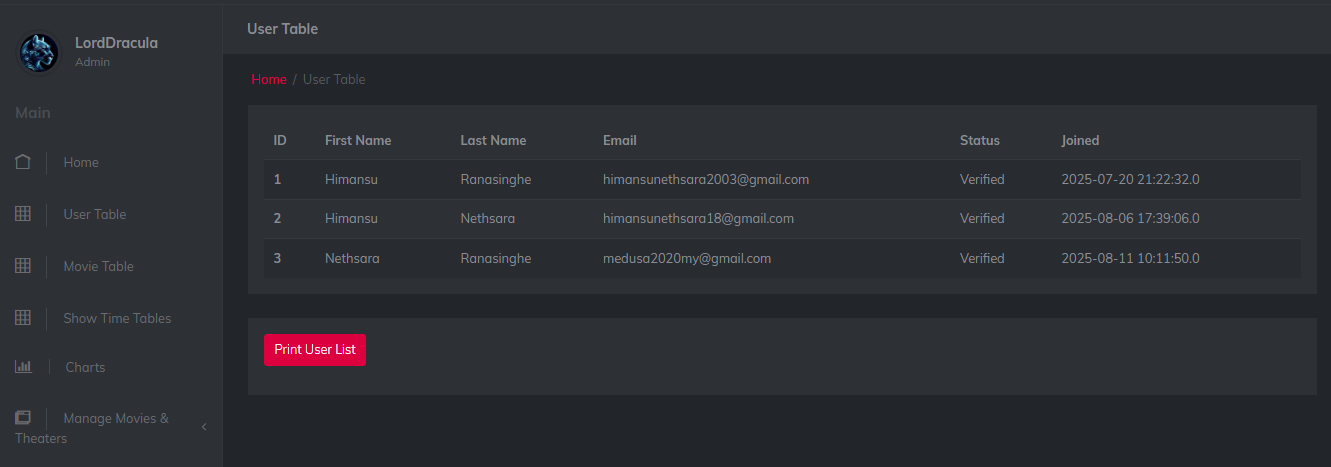 LordDracula
Admin
Main
Home
User Table
Movie Table
Show Time Tables
Charts
Manage Movies &
Theaters
User Table
Home / User Table
ID First Name Last Name Email Status Joined
1 Himansu Ranasinghe himansunethsara2003@gmail.com Verified 2025-07-20 21:22:32.0
2 Himansu Nethsara himansunethsara18@gmail.com Verified 2025-08-06 17:39:06.0
3 Nethsara Ranasinghe medusa2020my@gmail.com Verified 2025-08-11 10:11:50.0
Print User List